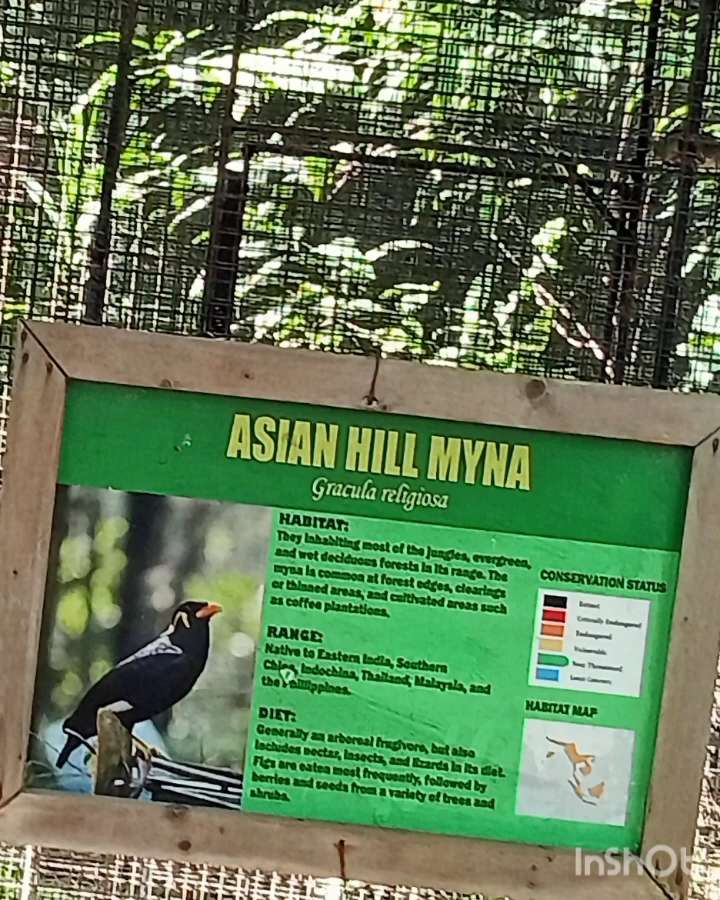 ASIAN HILL MYNA
Gracula religiosa
HABITAT:
They inhabiting most of the jungles, evergreen,
and wet deciduous forests in its range. The
myna is common at forest edges, clearings
or thinned areas, and cultivated areas such
as coffee plantations.
RANGE:
Native to Eastern India, Southern
China, Indochina, Thailand, Malaysia, and
the Phillippines.
DIET:
Generally an arboreal frugivore, but also
includes nectar, insects, and lizards in its diet.
Figs are eaten most frequently, followed by
berries and seeds from a variety of trees and
shrubs.
CONSERVATION STATUS
Extinct
Critically Endangered
Endangered
Vulnerable
Near Threatened
Least Concern
HABITAT MAP
InShOt